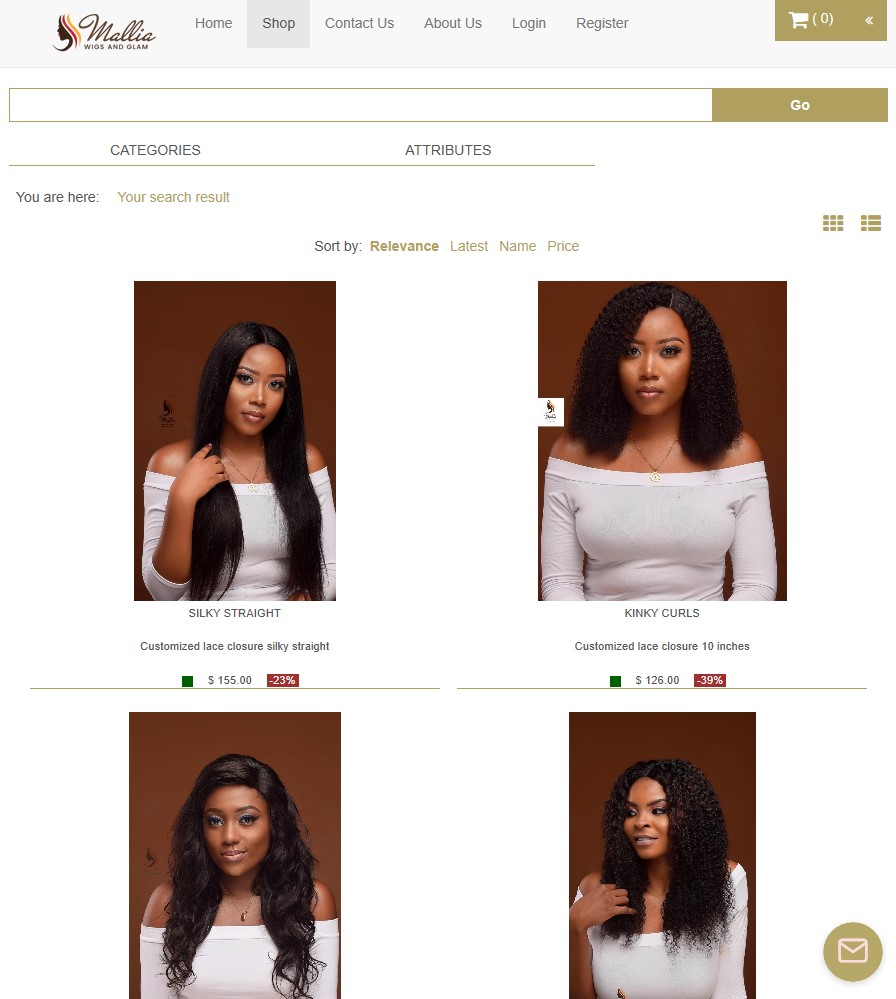 Mallia
WIGS AND GLAM
Home
Shop
Contact Us
About Us
Login
Register
( 0)
«
Go
CATEGORIES
ATTRIBUTES
You are here: Your search result
Sort by: Relevance Latest Name Price
SILKY STRAIGHT
Customized lace closure silky straight
$ 155.00 -23%
KINKY CURLS
Customized lace closure 10 inches
$ 126.00 -39%